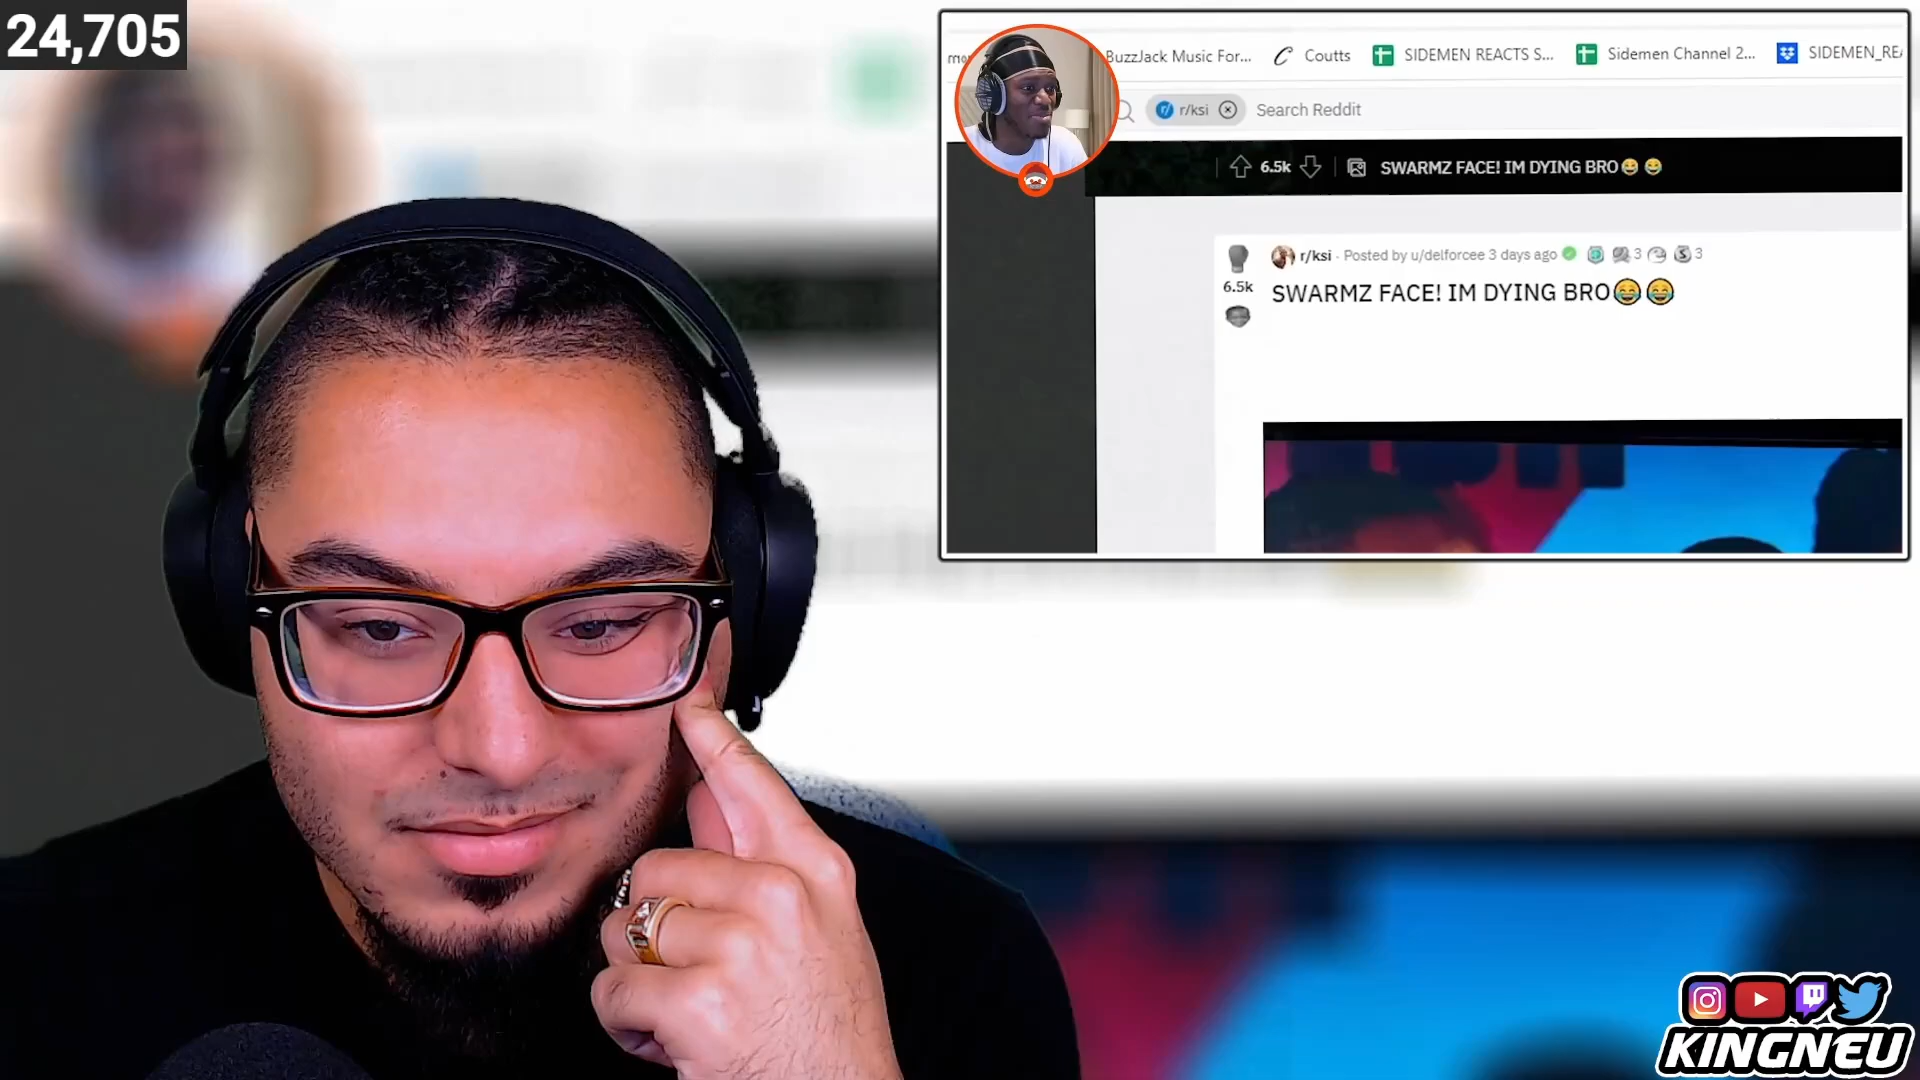 24,705
BuzzJack Music For... Coutts SIDEMEN REACTS S... Sidemen Channel 2... SIDEMEN_REA
r/ksi Search Reddit
6.5k SWARMZ FACE! IM DYING BRO😂 😂
r/ksi · Posted by u/delforcee 3 days ago 3 3
6.5k
SWARMZ FACE! IM DYING BRO😂 😂
KINGNEU